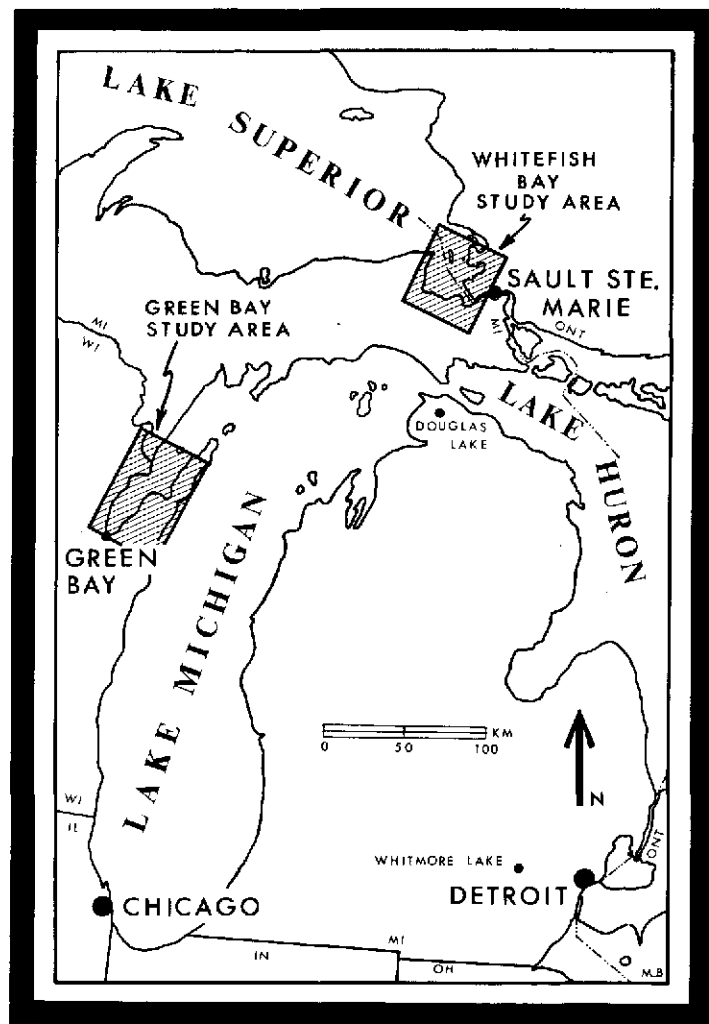 LAKE SUPERIOR
WHITEFISH
BAY
STUDY AREA
SAULT STE.
MARIE
GREEN BAY
STUDY AREA
MI
WI
MI
ONT
LAKE HURON
DOUGLAS
LAKE
GREEN
BAY
LAKE MICHIGAN
KM
0 50 100
N
WI
IL
ONT
WHITMORE LAKE
DETROIT
CHICAGO
MI
IN
OH
M.B